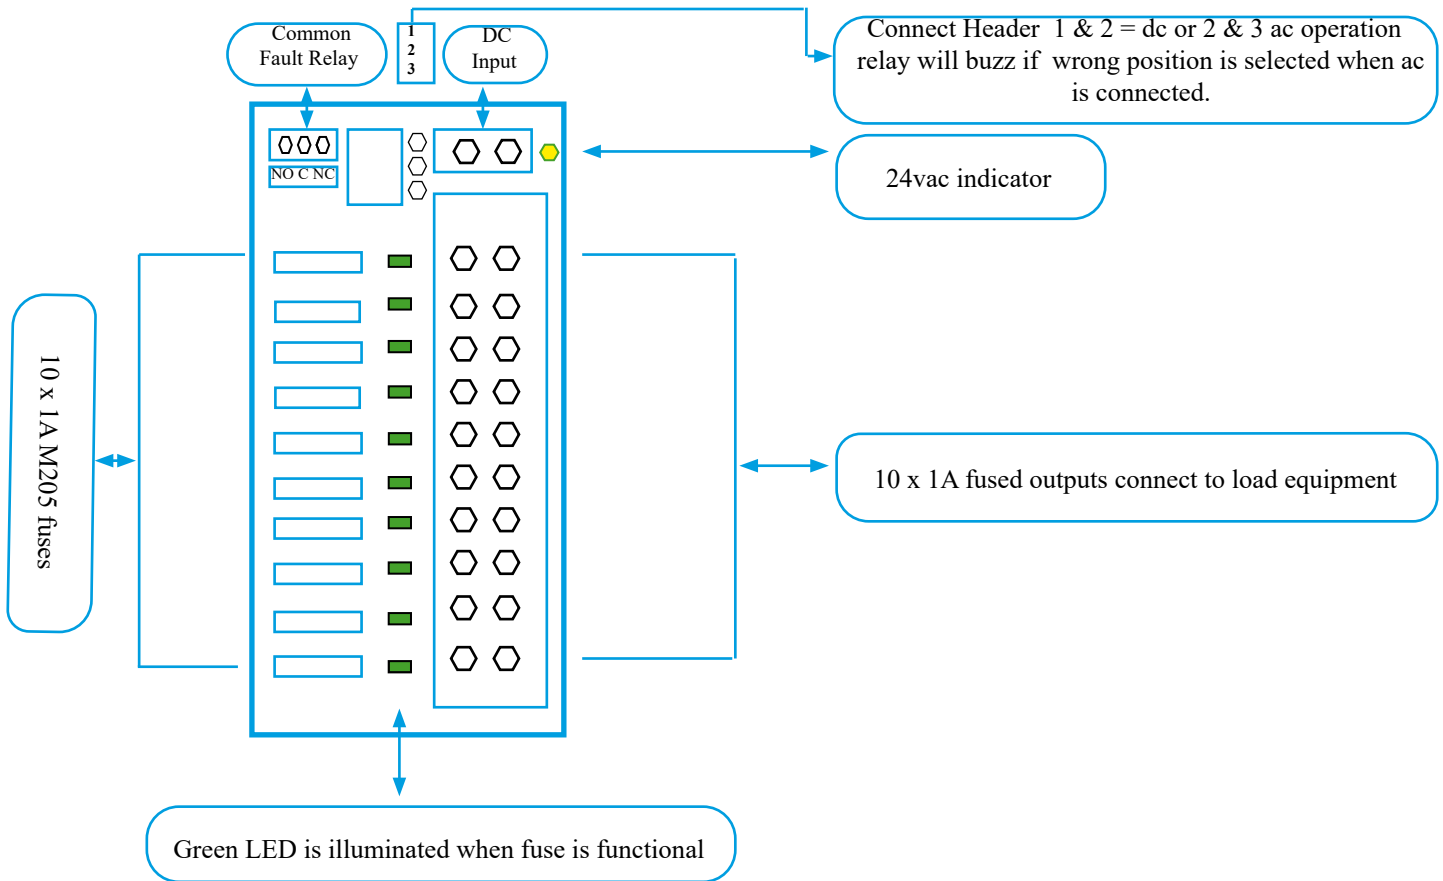 Common
Fault Relay
1
2
3
DC
Input
Connect Header 1 & 2 = dc or 2 & 3 ac operation
relay will buzz if wrong position is selected when ac
is connected.
NO C NC
24vac indicator
10 x 1A M205 fuses
10 x 1A fused outputs connect to load equipment
Green LED is illuminated when fuse is functional